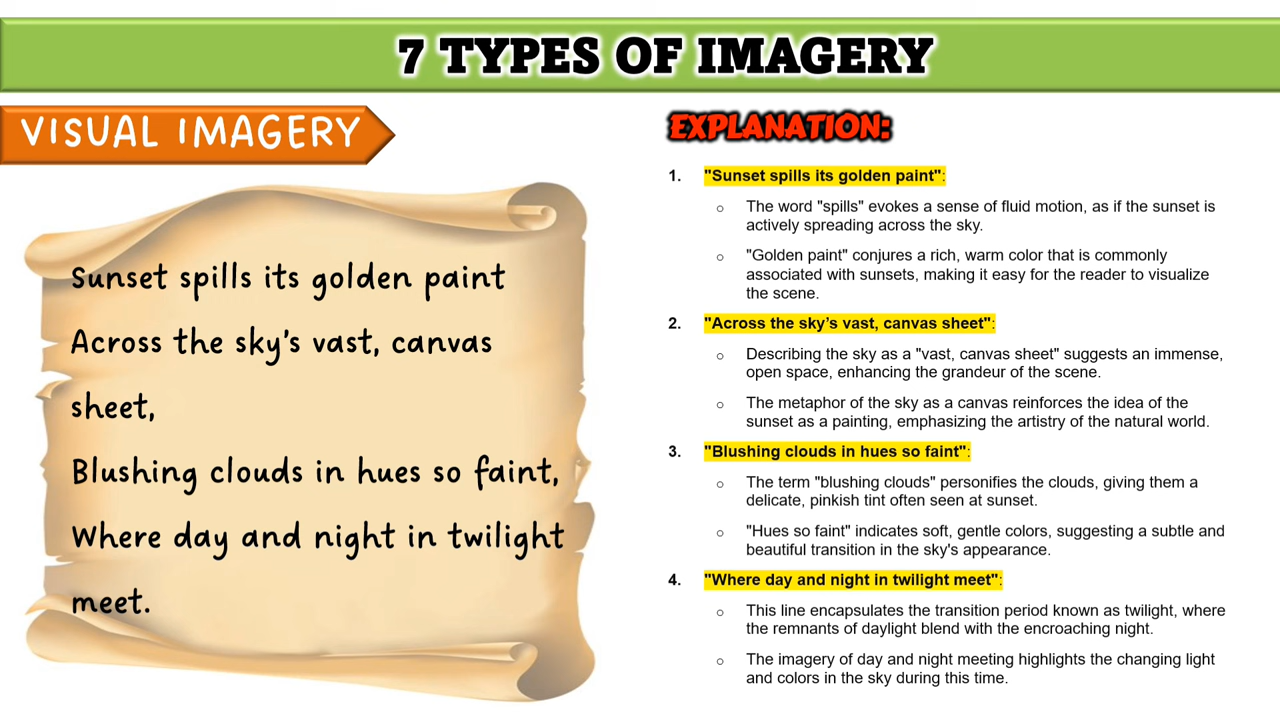 7 TYPES OF IMAGERY
VISUAL IMAGERY
Sunset spills its golden paint
Across the sky's vast, canvas
sheet,
Blushing clouds in hues so faint,
Where day and night in twilight
meet.
EXPLANATION:
1. "Sunset spills its golden paint":
○ The word "spills" evokes a sense of fluid motion, as if the sunset is
actively spreading across the sky.
○ "Golden paint" conjures a rich, warm color that is commonly
associated with sunsets, making it easy for the reader to visualize
the scene.
2. "Across the sky’s vast, canvas sheet":
○ Describing the sky as a "vast, canvas sheet" suggests an immense,
open space, enhancing the grandeur of the scene.
○ The metaphor of the sky as a canvas reinforces the idea of the
sunset as a painting, emphasizing the artistry of the natural world.
3. "Blushing clouds in hues so faint":
○ The term "blushing clouds" personifies the clouds, giving them a
delicate, pinkish tint often seen at sunset.
○ "Hues so faint" indicates soft, gentle colors, suggesting a subtle and
beautiful transition in the sky's appearance.
4. "Where day and night in twilight meet":
○ This line encapsulates the transition period known as twilight, where
the remnants of daylight blend with the encroaching night.
○ The imagery of day and night meeting highlights the changing light
and colors in the sky during this time.